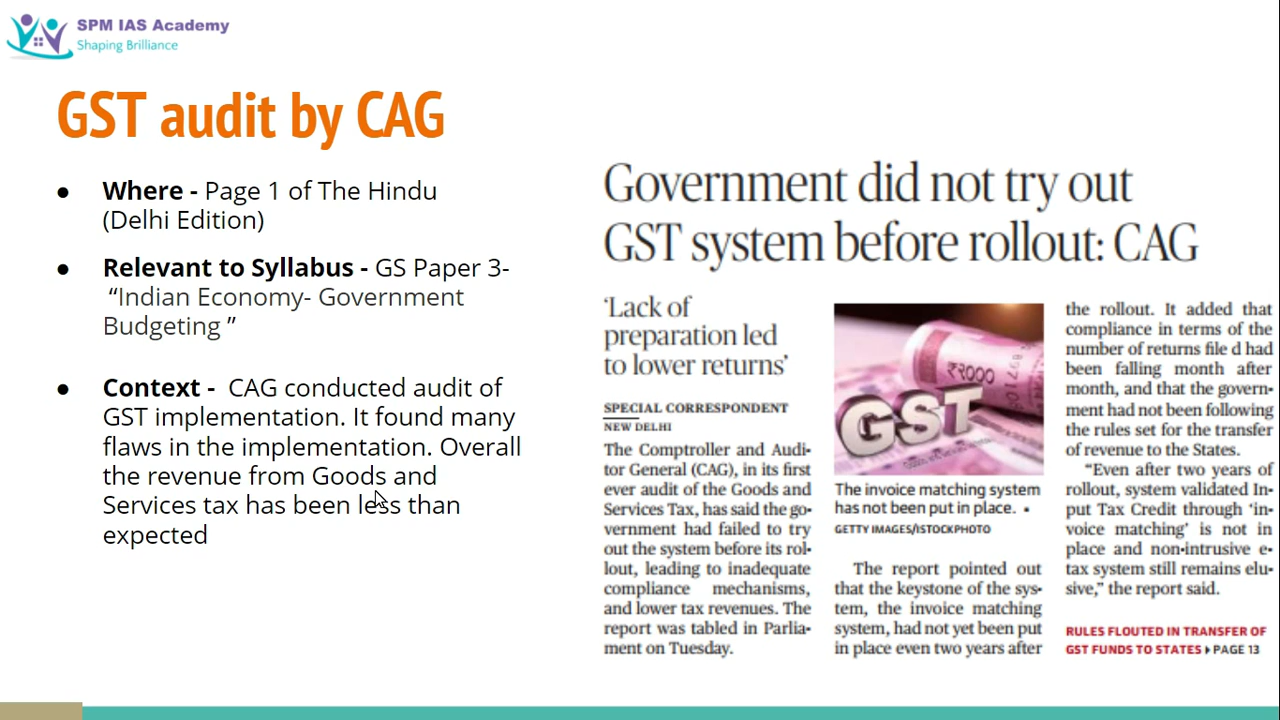 SPM IAS Academy
Shaping Brilliance
GST audit by CAG
● Where - Page 1 of The Hindu
(Delhi Edition)
● Relevant to Syllabus - GS Paper 3-
“Indian Economy- Government
Budgeting ”
● Context - CAG conducted audit of
GST implementation. It found many
flaws in the implementation. Overall
the revenue from Goods and
Services tax has been less than
expected
Government did not try out
GST system before rollout: CAG
‘Lack of
preparation led
to lower returns’
SPECIAL CORRESPONDENT
NEW DELHI
The Comptroller and Audi-
tor General (CAG), in its first
ever audit of the Goods and
Services Tax, has said the go-
vernment had failed to try
out the system before its rol-
lout, leading to inadequate
compliance mechanisms,
and lower tax revenues. The
report was tabled in Parlia-
ment on Tuesday.
₹2000
GST
The invoice matching system
has not been put in place. ▪
GETTY IMAGES/ISTOCKPHOTO
The report pointed out
that the keystone of the sys-
tem, the invoice matching
system, had not yet been put
in place even two years after
the rollout. It added that
compliance in terms of the
number of returns file d had
been falling month after
month, and that the govern-
ment had not been following
the rules set for the transfer
of revenue to the States.
“Even after two years of
rollout, system validated In-
put Tax Credit through ‘in-
voice matching’ is not in
place and non-intrusive e-
tax system still remains elu-
sive,” the report said.
RULES FLOUTED IN TRANSFER OF
GST FUNDS TO STATES ▸ PAGE 13